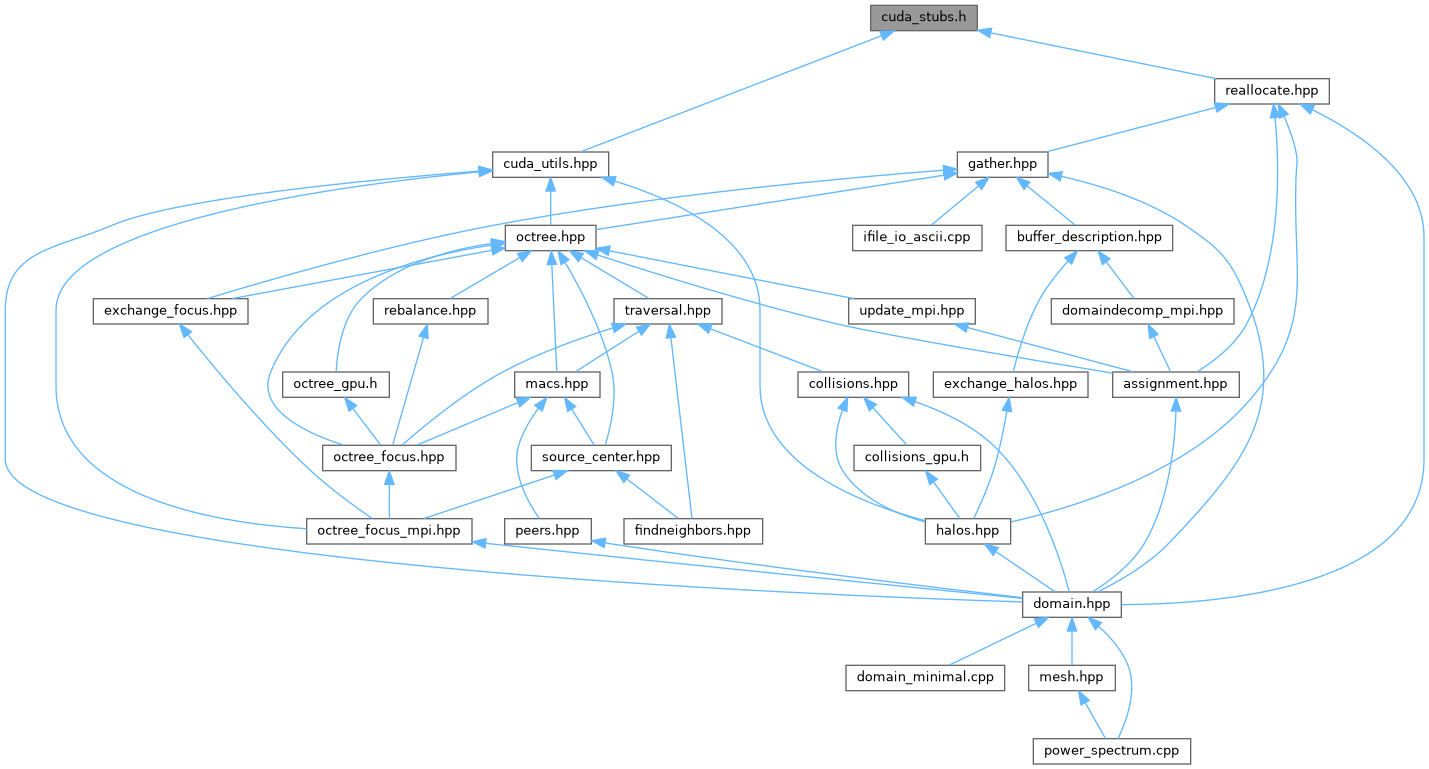 cuda_stubs.h
reallocate.hpp
cuda_utils.hpp
gather.hpp
octree.hpp
ifile_io_ascii.cpp
buffer_description.hpp
exchange_focus.hpp
rebalance.hpp
traversal.hpp
update_mpi.hpp
domaindecomp_mpi.hpp
octree_gpu.h
macs.hpp
collisions.hpp
exchange_halos.hpp
assignment.hpp
octree_focus.hpp
source_center.hpp
collisions_gpu.h
octree_focus_mpi.hpp
peers.hpp
findneighbors.hpp
halos.hpp
domain.hpp
domain_minimal.cpp
mesh.hpp
power_spectrum.cpp